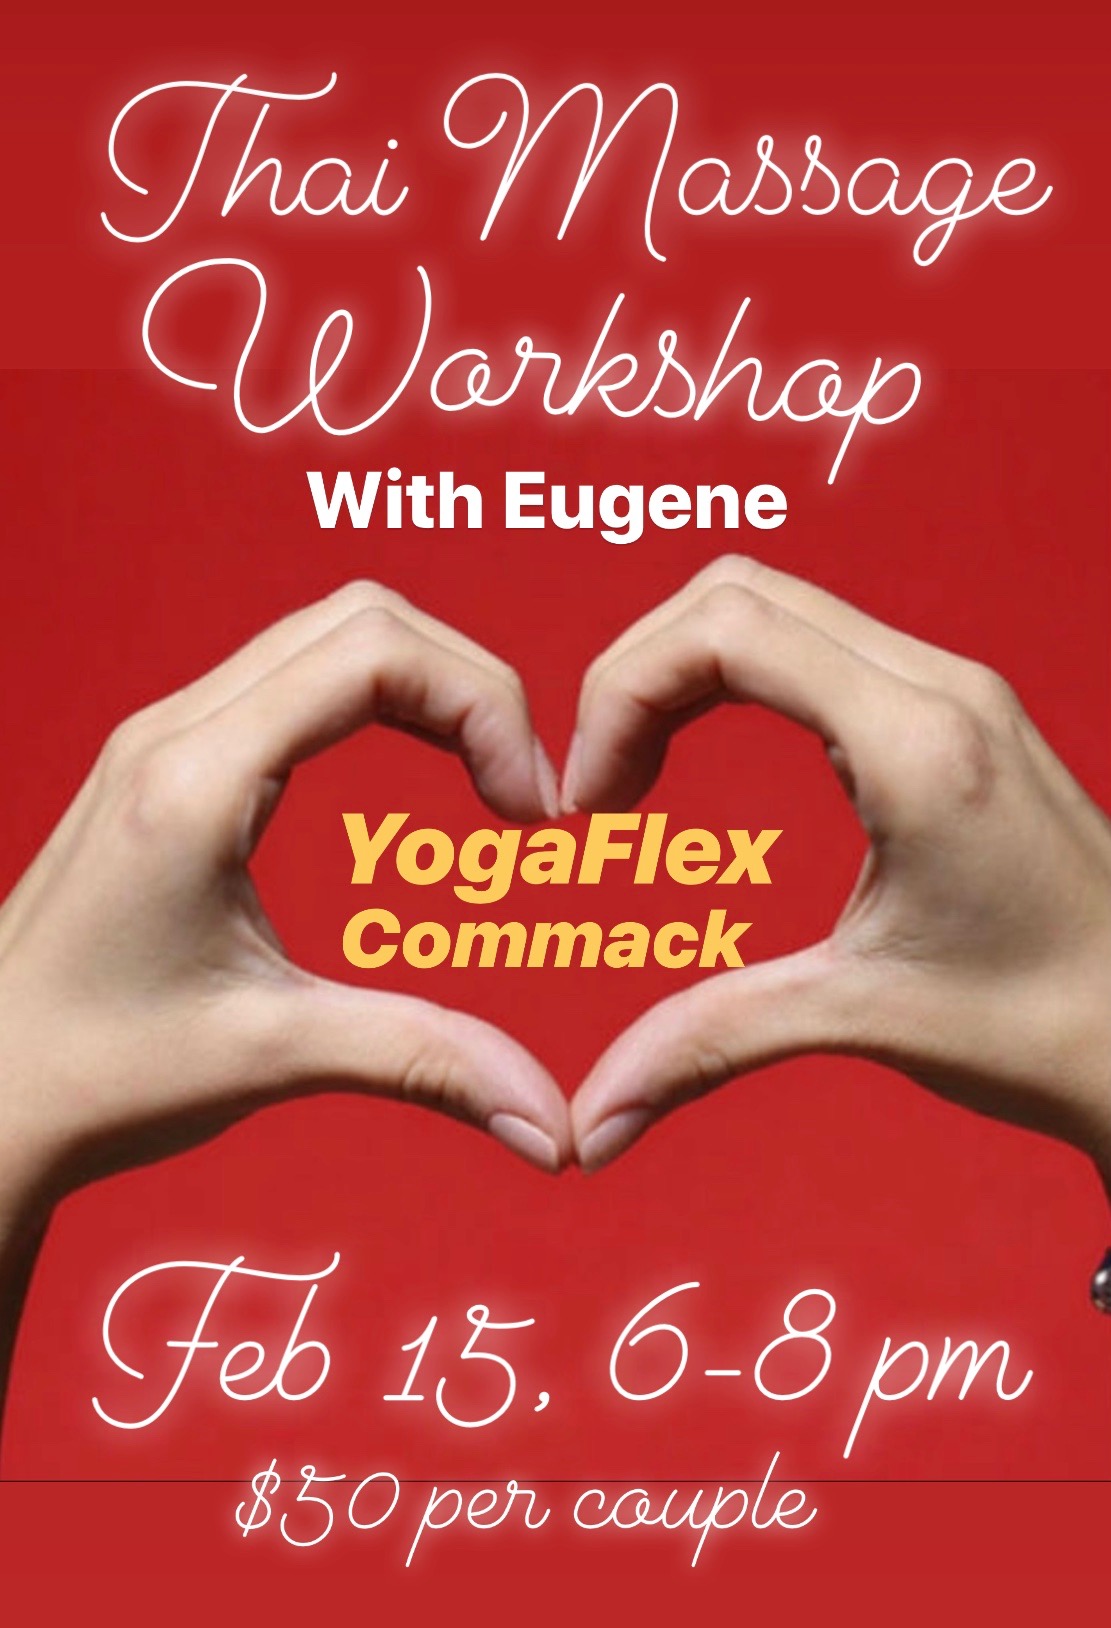 Thai Massage
Workshop
With Eugene
YogaFlex
Commack
Feb 15, 6-8 pm
$50 per couple